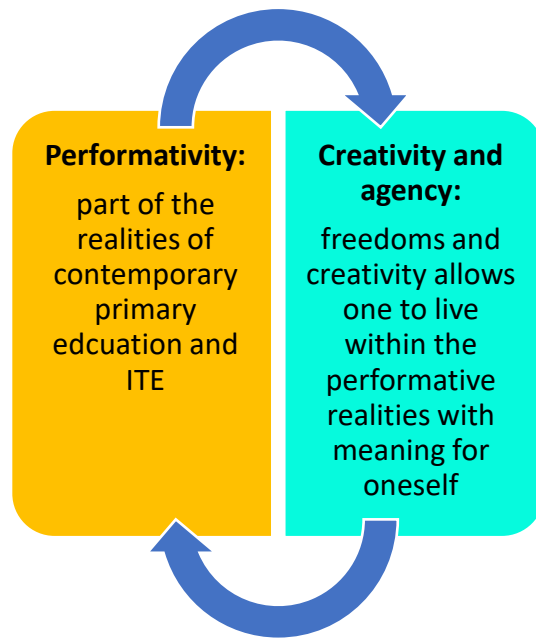 Performativity:
part of the
realities of
contemporary
primary
edcuation and
ITE
Creativity and
agency:
freedoms and
creativity allows
one to live
within the
performative
realities with
meaning for
oneself